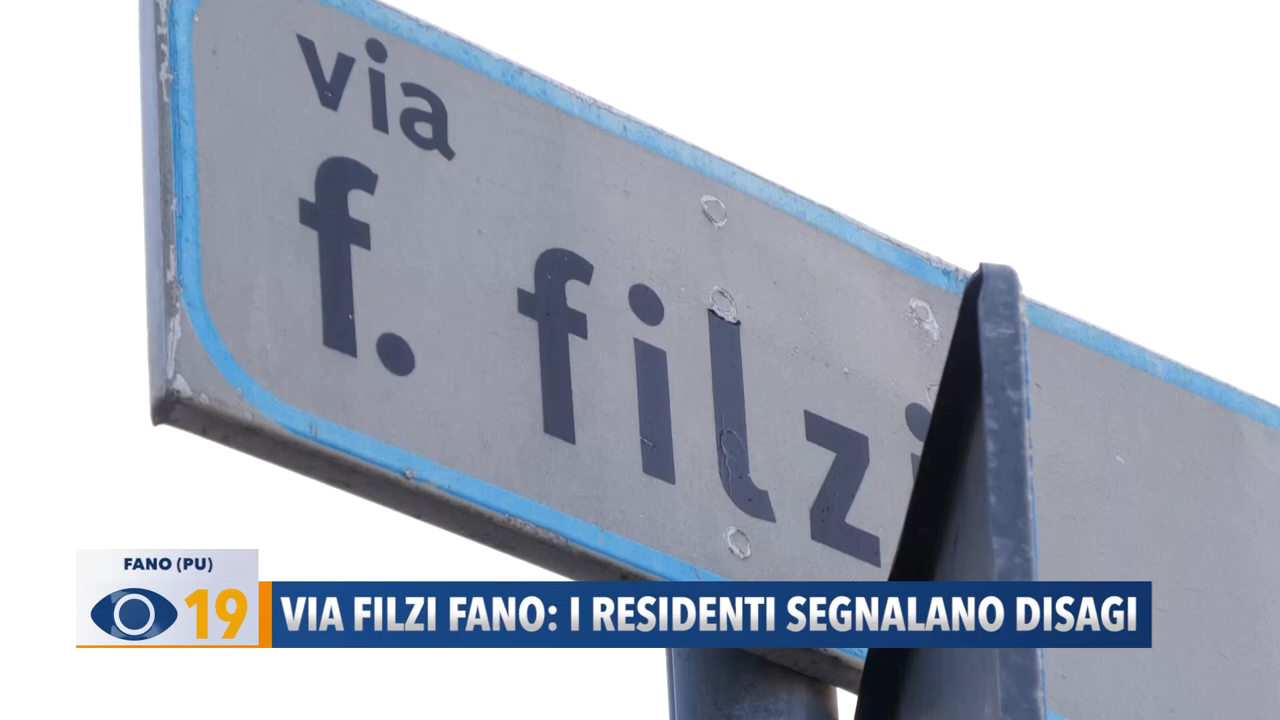 via
f. filzi
FANO (PU)
19
VIA FILZI FANO: I RESIDENTI SEGNALANO DISAGI